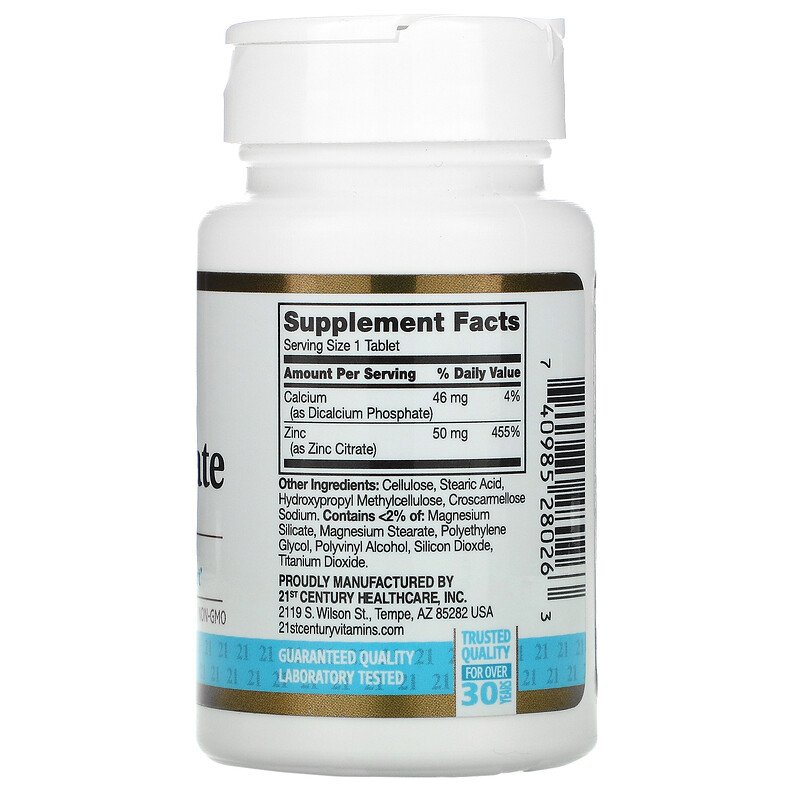 Supplement Facts
Serving Size 1 Tablet
Amount Per Serving % Daily Value
Calcium 46 mg 4%
(as Dicalcium Phosphate)
Zinc 50 mg 455%
(as Zinc Citrate)
Other Ingredients: Cellulose, Stearic Acid,
Hydroxypropyl Methylcellulose, Croscarmellose
Sodium. Contains <2% of: Magnesium
Silicate, Magnesium Stearate, Polyethylene
Glycol, Polyvinyl Alcohol, Silicon Dioxde,
Titanium Dioxide.
PROUDLY MANUFACTURED BY
21ST CENTURY HEALTHCARE, INC.
2119 S. Wilson St., Tempe, AZ 85282 USA
21stcenturyvitamins.com
GUARANTEED QUALITY
LABORATORY TESTED
TRUSTED
QUALITY
FOR OVER
30 YEARS
ate
NON-GMO
7 40985 28026 3
21 21 21 21